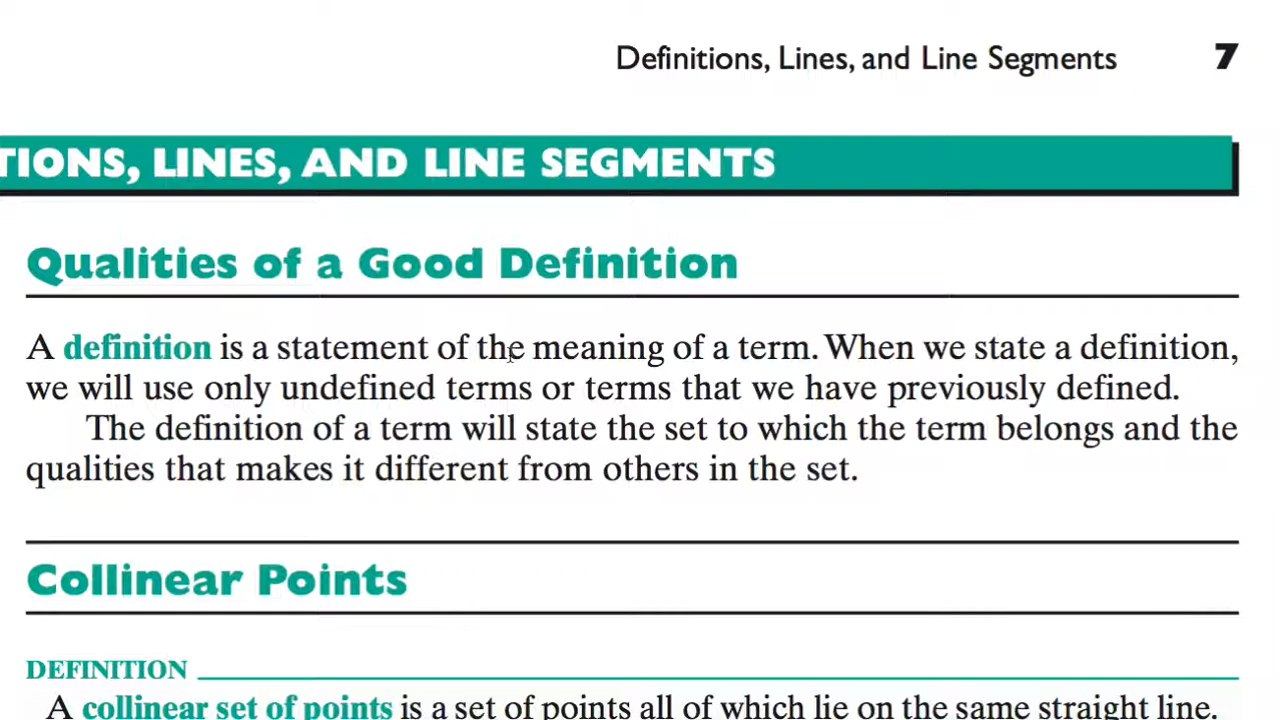 Definitions, Lines, and Line Segments 7
TIONS, LINES, AND LINE SEGMENTS
Qualities of a Good Definition
A definition is a statement of the meaning of a term. When we state a definition,
we will use only undefined terms or terms that we have previously defined.
The definition of a term will state the set to which the term belongs and the
qualities that makes it different from others in the set.
Collinear Points
DEFINITION
A collinear set of points is a set of points all of which lie on the same straight line.